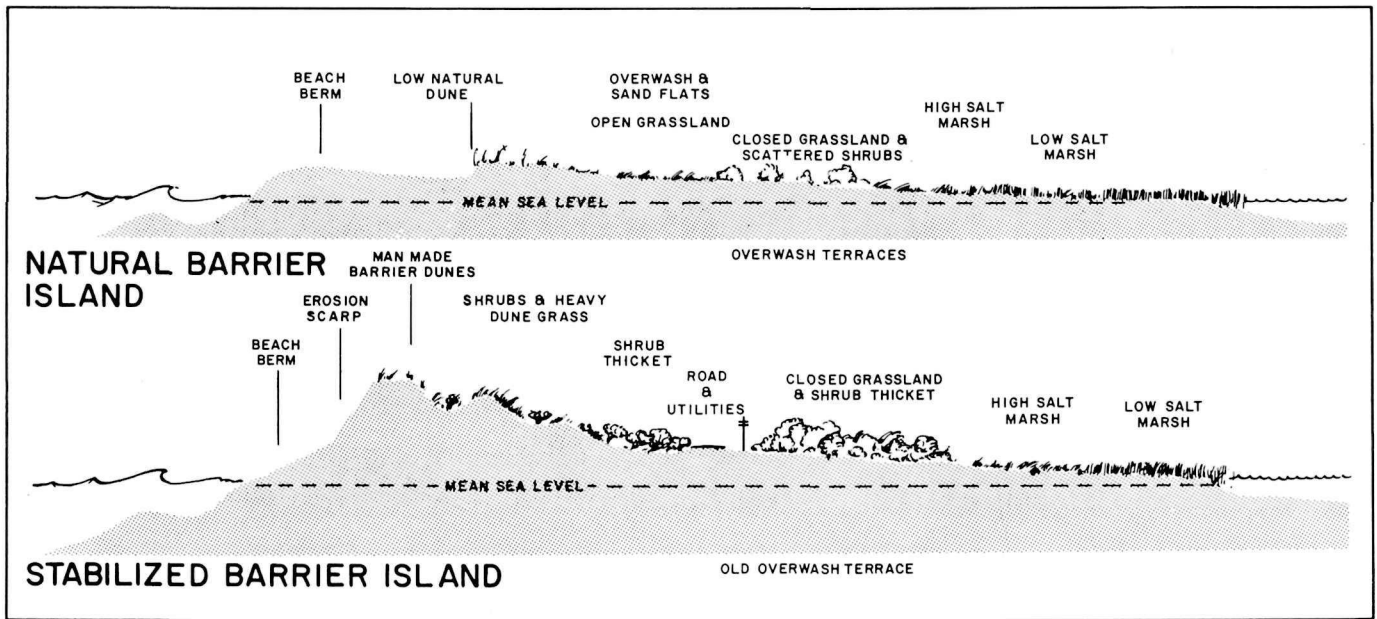 BEACH
BERM
LOW NATURAL
DUNE
OVERWASH &
SAND FLATS
OPEN GRASSLAND
CLOSED GRASSLAND &
SCATTERED SHRUBS
HIGH SALT
MARSH
LOW SALT
MARSH
MEAN SEA LEVEL
OVERWASH TERRACES
NATURAL BARRIER
ISLAND
MAN MADE
BARRIER DUNES
EROSION
SCARP
BEACH
BERM
SHRUBS & HEAVY
DUNE GRASS
SHRUB
THICKET
ROAD
&
UTILITIES
CLOSED GRASSLAND
& SHRUB THICKET
HIGH SALT
MARSH
LOW SALT
MARSH
MEAN SEA LEVEL
OLD OVERWASH TERRACE
STABILIZED BARRIER ISLAND